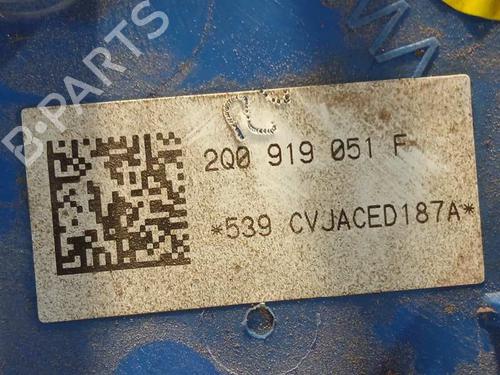 B-PARTS
2Q0 919 051 F
*539 CVJACED187A*